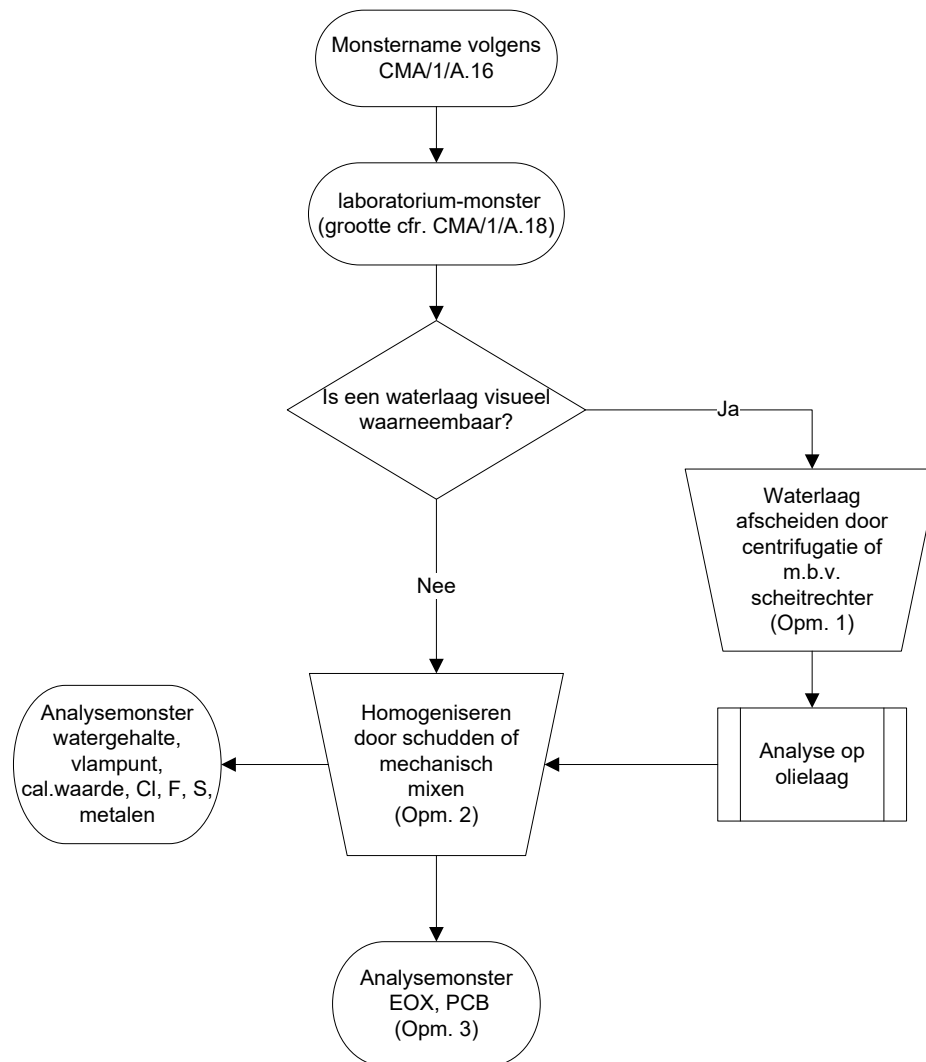 Monstername volgens
CMA/1/A.16
laboratorium-monster
(grootte cfr. CMA/1/A.18)
Is een waterlaag visueel
waarneembaar?
Ja
Waterlaag
afscheiden door
centrifugatie of
m.b.v.
scheitrechter
(Opm. 1)
Nee
Analysemonster
watergehalte,
vlampunt,
cal.waarde, Cl, F, S,
metalen
Homogeniseren
door schudden of
mechanisch
mixen
(Opm. 2)
Analyse op
olielaag
Analysemonster
EOX, PCB
(Opm. 3)